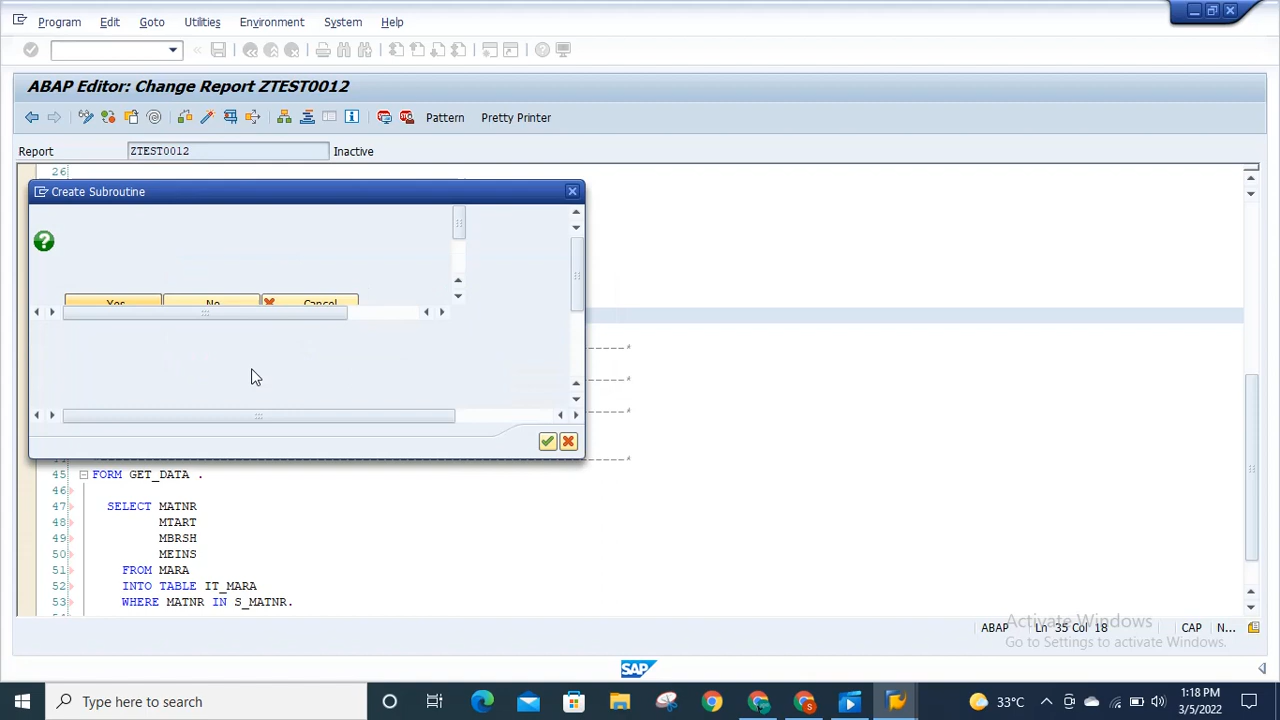 Program Edit Goto Utilities Environment System Help
ABAP Editor: Change Report ZTEST0012
Pattern Pretty Printer
Report ZTEST0012 Inactive
26
Create Subroutine
Yes No Cancel
45 FORM GET_DATA .
46
47 SELECT MATNR
48 MTART
49 MBRSH
50 MEINS
51 FROM MARA
52 INTO TABLE IT_MARA
53 WHERE MATNR IN S_MATNR.
Activate Windows
Go to Settings to activate Windows.
ABAP Ln 35 Col 18 CAP N...
SAP
Type here to search
33°C
1:18 PM
3/5/2022